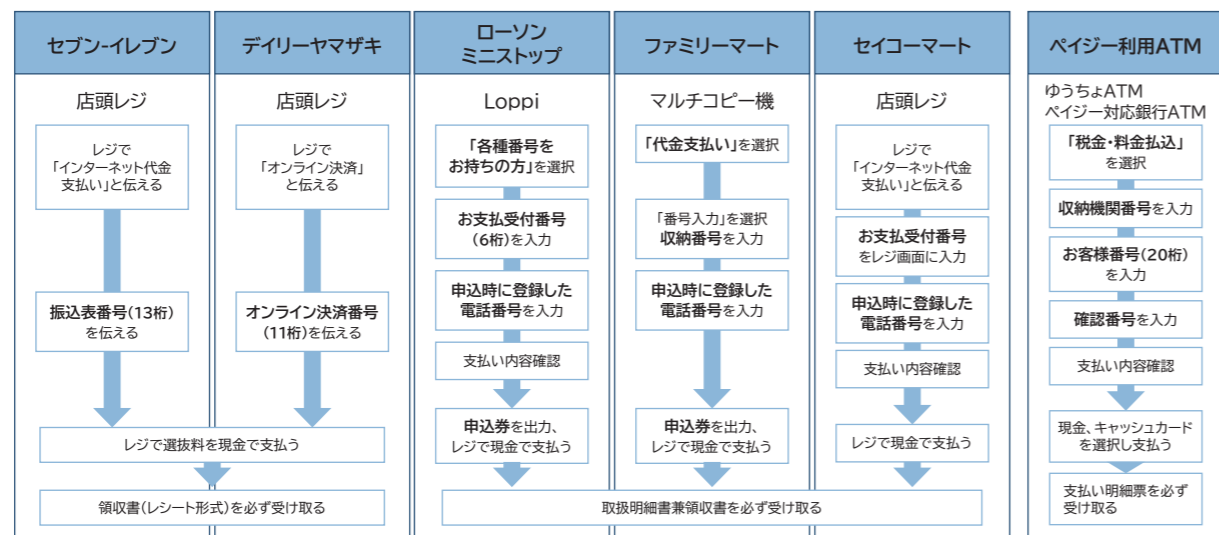 セブン-イレブン
店頭レジ
レジで
「インターネット代金
支払い」と伝える
振込表番号(13桁)
を伝える
デイリーヤマザキ
店頭レジ
レジで
「オンライン決済」
と伝える
オンライン決済番号
(11桁)を伝える
レジで選抜料を現金で支払う
領収書(レシート形式)を必ず受け取る
ローソン
ミニストップ
Loppi
「各種番号を
お持ちの方」を選択
お支払受付番号
(6桁)を入力
申込時に登録した
電話番号を入力
支払い内容確認
申込券を出力、
レジで現金で支払う
ファミリーマート
マルチコピー機
「代金支払い」を選択
「番号入力」を選択
収納番号を入力
申込時に登録した
電話番号を入力
申込券を出力、
レジで現金で支払う
セイコーマート
店頭レジ
レジで
「インターネット代金
支払い」と伝える
お支払受付番号
をレジ画面に入力
申込時に登録した
電話番号を入力
支払い内容確認
レジで現金で支払う
取扱明細書兼領収書を必ず受け取る
ペイジー利用ATM
ゆうちょATM
ペイジー対応銀行ATM
「税金・料金払込」
を選択
収納機関番号を入力
お客様番号(20桁)
を入力
確認番号を入力
支払い内容確認
現金、キャッシュカード
を選択し支払う
支払い明細票を必ず
受け取る